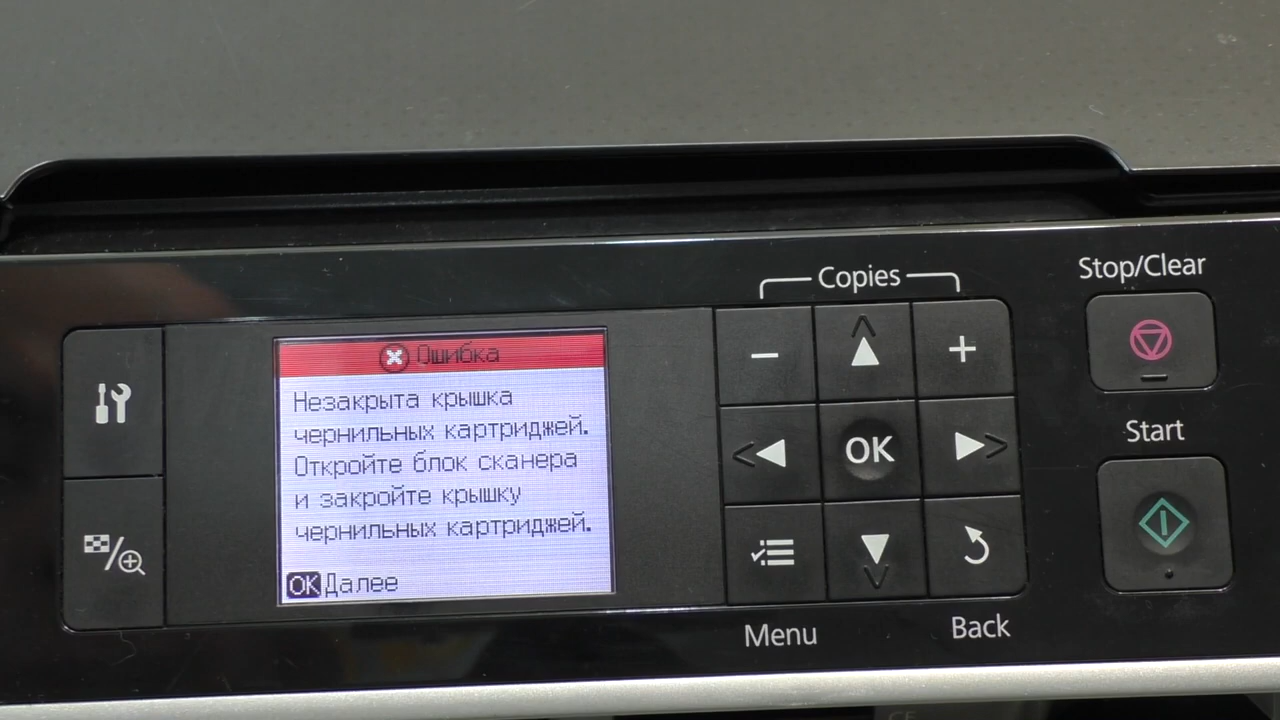 Ошибка
Незакрыта крышка
чернильных картриджей.
Откройте блок сканера
и закройте крышку
чернильных картриджей.
OK Далее
Copies
− +
OK
Menu
Back
Stop/Clear
Start